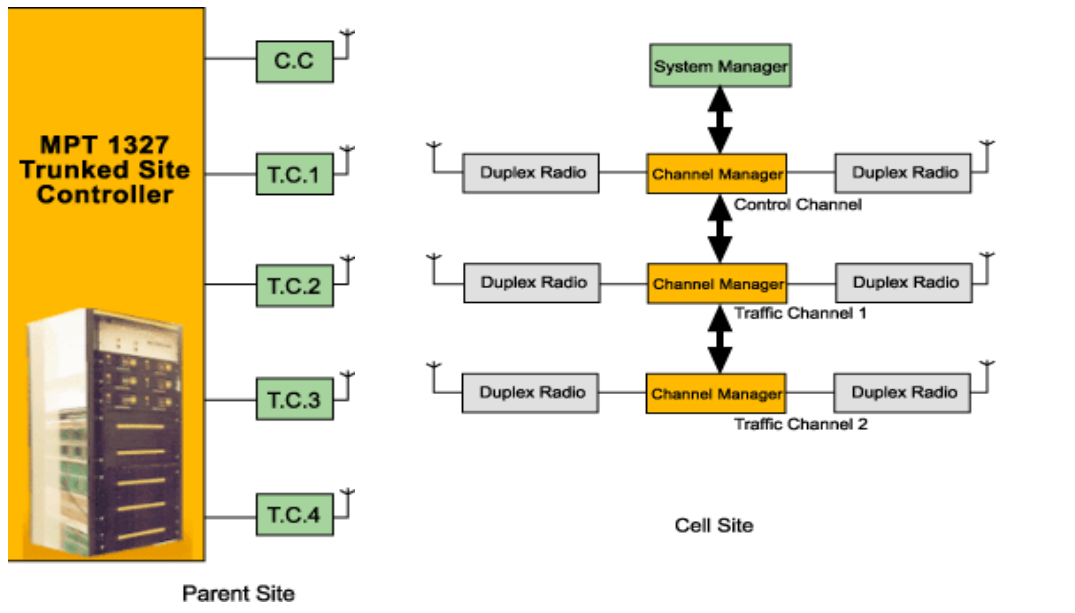 MPT 1327
Trunked Site
Controller
C.C
T.C.1
T.C.2
T.C.3
T.C.4
Parent Site
System Manager
Duplex Radio
Channel Manager
Duplex Radio
Control Channel
Duplex Radio
Channel Manager
Duplex Radio
Traffic Channel 1
Duplex Radio
Channel Manager
Duplex Radio
Traffic Channel 2
Cell Site